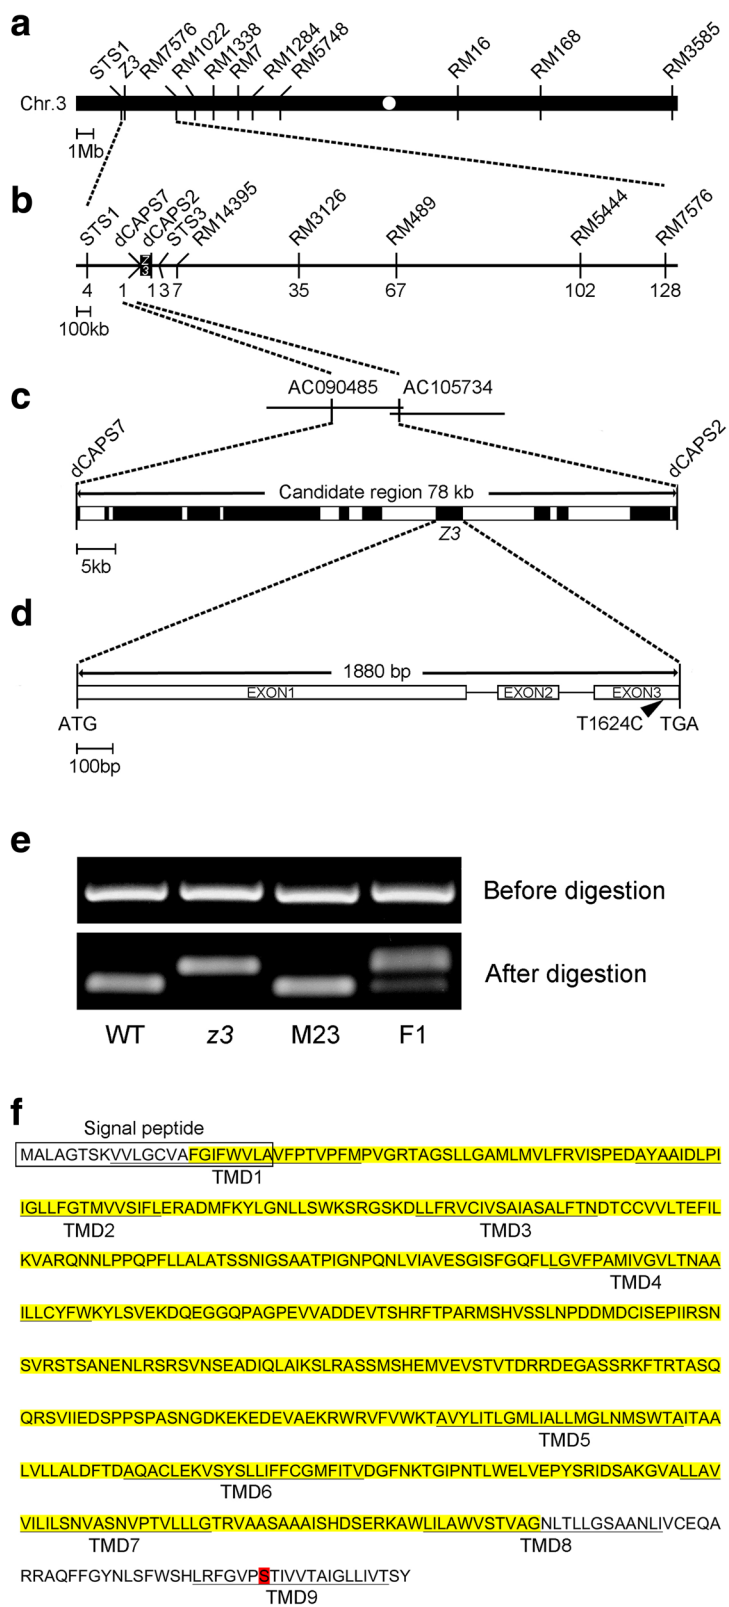 a
STS1 Z3 RM7576 RM1022 RM1338 RM7 RM1284 RM5748 RM16 RM168 RM3585
Chr.3
1Mb
b
STS1 dCAPS7 dCAPS2 STS3 RM14395 RM3126 RM489 RM5444 RM7576
Z3
4 1 1 3 7 35 67 102 128
100kb
AC090485 AC105734
c
dCAPS7 dCAPS2
Candidate region 78 kb
Z3
5kb
d
1880 bp
EXON1 EXON2 EXON3
ATG T1624C TGA
100bp
e
Before digestion
After digestion
WT z3 M23 F1
f
Signal peptide
MALAGTSKVVLGCVAFGIFWVLAVFPTVPFMPVGRTAGSLLGAMLMVLFRVISPEDAYAAIDLPI
TMD1
IGLLFGTMVVSIFLERADMFKYLGNLLSWKSRGSKDLLFRVCIVSAIASALFTNDTCCVVLTEFIL
TMD2 TMD3
KVARQNNLPPQPFLLALATSSNIGSAATPIGNPQNLVIAVESGISFGQFLLGVFPAMIVGVLTNAA
TMD4
ILLCYFWKYLSVEKDQEGGQPAGPEVVADDEVTSHRFTPARMSHVSSLNPDDMDCISEPIIRSN
SVRSTSANENLRSRSVNSEADIQLAIKSLRASSMSHEMVEVSTVTDRRDEGASSRKFTRTASQ
QRSVIIEDSPPSPASNGDKEKEDEVAEKRWRVFVWKTAVYLITLGMLIALLMGLNMSWTAITAA
TMD5
LVLLALDFTDAQACLEKVSYSLLIFFCGMFITVDGFNKTGIPNTLWELVEPYSRIDSAKGVALLAV
TMD6
VILILSNVASNVPTVLLLGTRVAASAAAISHDSERKAWLILAWVSTVAGNLTLLGSAANLIVCEQA
TMD7 TMD8
RRAQFFGYNLSFWSHLRFGVPSTIVVTAIGLLIVTSY
TMD9